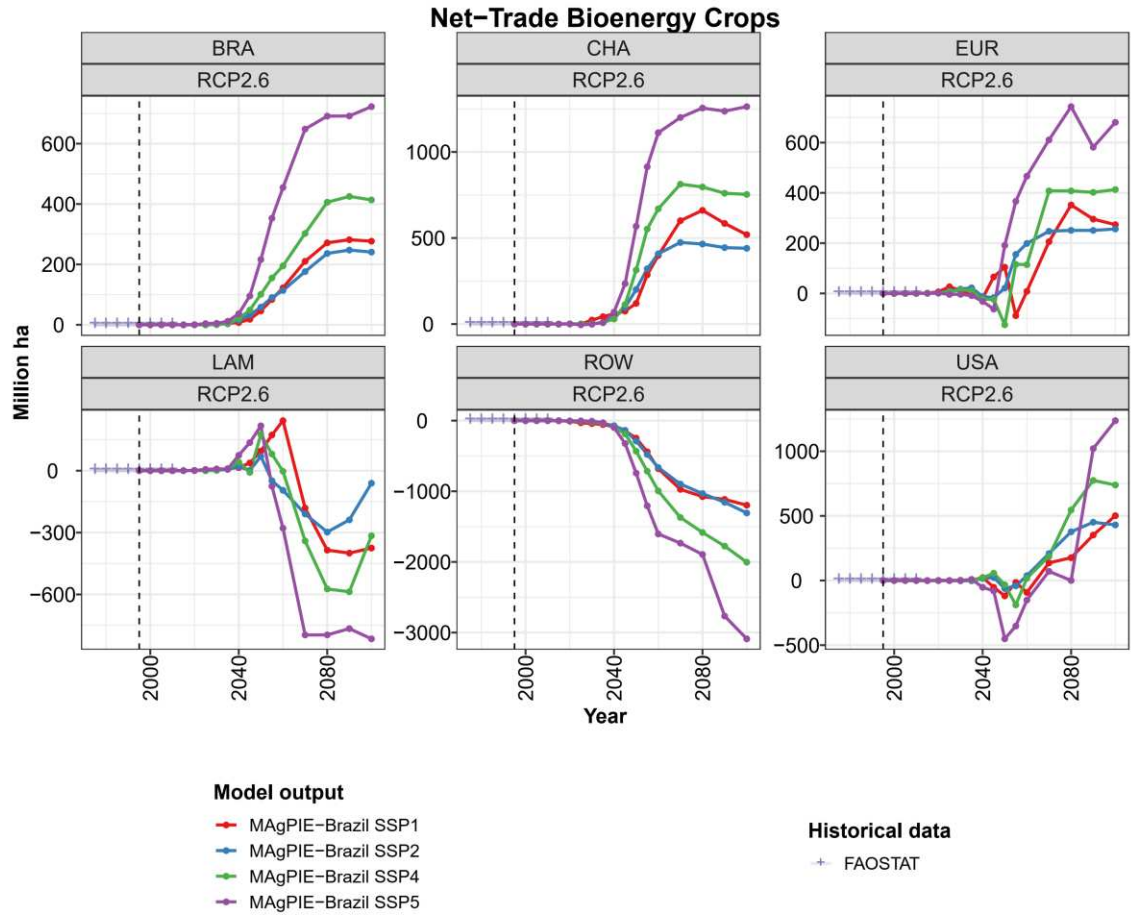 Net−Trade Bioenergy Crops
BRA
CHA
EUR
RCP2.6
RCP2.6
RCP2.6
600
400
200
0
1000
500
0
600
400
200
0
LAM
ROW
USA
RCP2.6
RCP2.6
RCP2.6
0
−300
−600
0
−1000
−2000
−3000
1000
500
0
−500
Million ha
2000
2040
2080
2000
2040
2080
2000
2040
2080
Year
Model output
MAgPIE−Brazil SSP1
MAgPIE−Brazil SSP2
MAgPIE−Brazil SSP4
MAgPIE−Brazil SSP5
Historical data
FAOSTAT